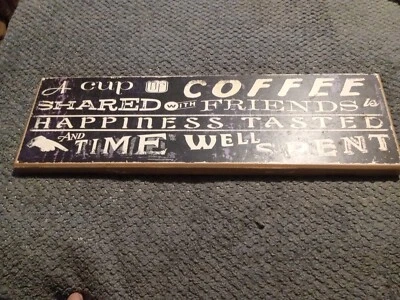 A cup of COFFEE
SHARED WITH FRIENDS is
HAPPINESS TASTED
AND TIME WELL SPENT